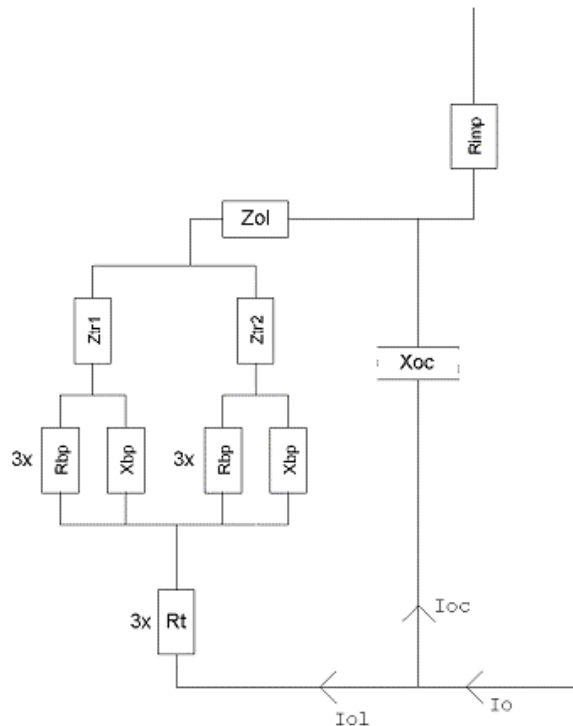 Rimp
Zol
Ztr1
Ztr2
Xoc
3x
Rbp
Xbp
3x
Rbp
Xbp
Ioc
3x
Rt
Iol
Io